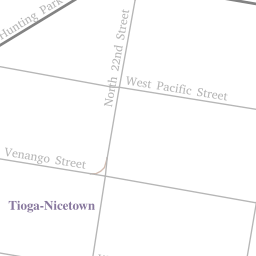 Hunting Park
North 22nd Street
West Pacific Street
Venango Street
Tioga-Nicetown